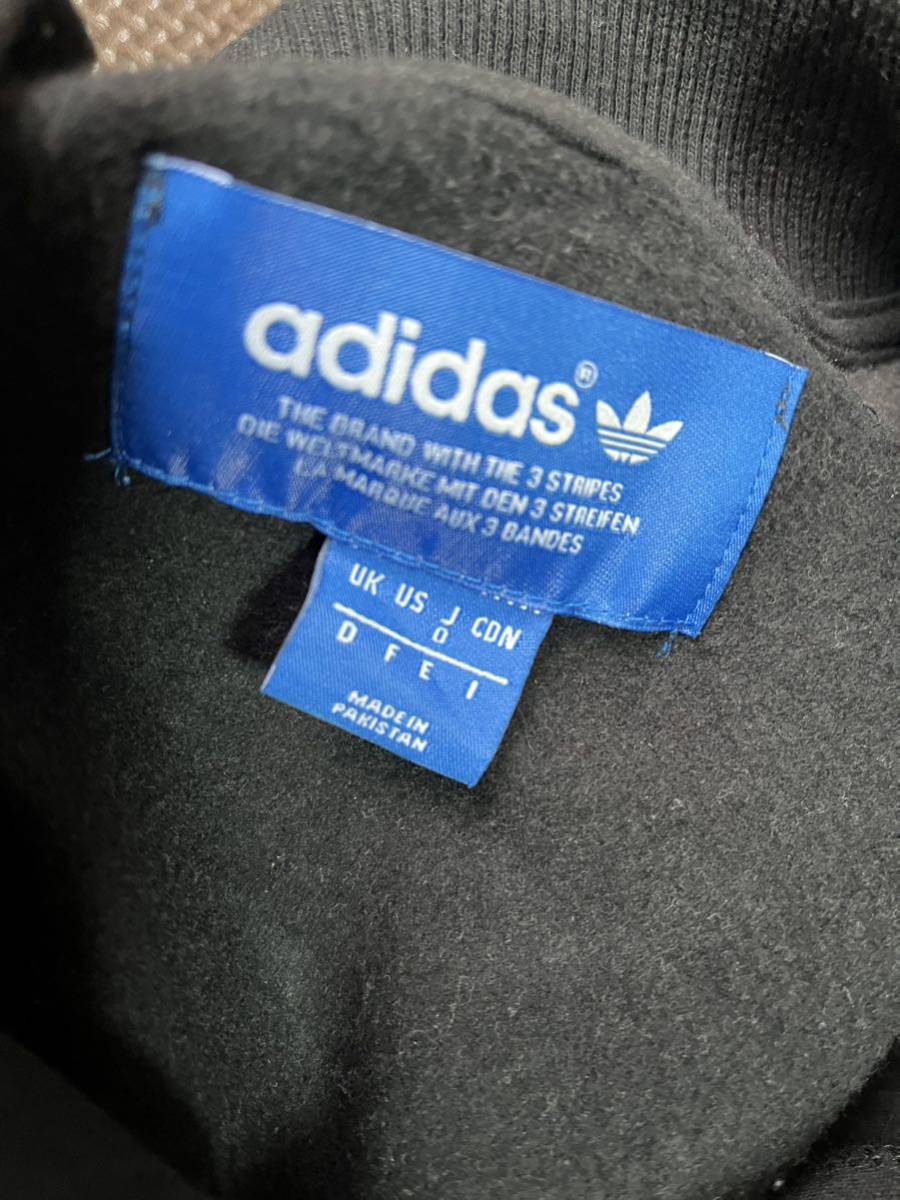 adidas®
THE BRAND WITH THE 3 STRIPES
DIE WELTMARKE MIT DEN 3 STREIFEN
LA MARQUE AUX 3 BANDES
UK US J CDN
O
D F E I
MADE IN
PAKISTAN